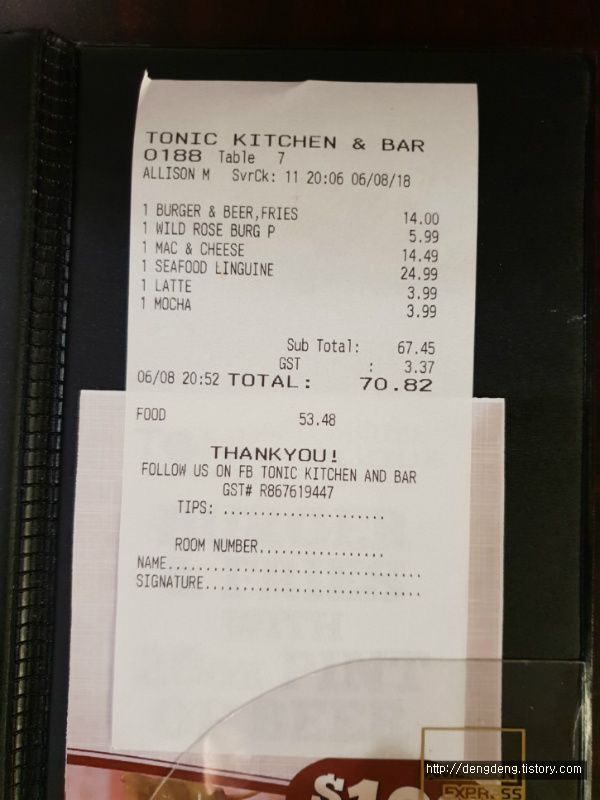 TONIC KITCHEN & BAR
0188 Table 7
ALLISON M SvrCk: 11 20:06 06/08/18
1 BURGER & BEER,FRIES 14.00
1 WILD ROSE BURG P 5.99
1 MAC & CHEESE 14.49
1 SEAFOOD LINGUINE 24.99
1 LATTE 3.99
1 MOCHA 3.99
Sub Total: 67.45
GST : 3.37
06/08 20:52 TOTAL: 70.82
FOOD 53.48
THANKYOU!
FOLLOW US ON FB TONIC KITCHEN AND BAR
GST# R867619447
TIPS: ......................
ROOM NUMBER.................
NAME..................................
SIGNATURE.............................
EXPRESS
http://dengdeng.tistory.com